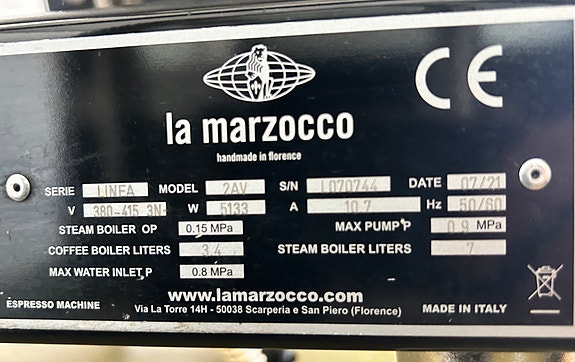 CE
la marzocco
handmade in florence
SERIE LINEA MODEL 2AV S/N L070744 DATE 07/21
V 380-415 3N~ W 5133 A 10.7 Hz 50/60
STEAM BOILER OP 0.15 MPa MAX PUMP P 0.9 MPa
COFFEE BOILER LITERS 3.4 STEAM BOILER LITERS 7
MAX WATER INLET P 0.8 MPa
www.lamarzocco.com
ESPRESSO MACHINE Via La Torre 14H - 50038 Scarperia e San Piero (Florence) MADE IN ITALY